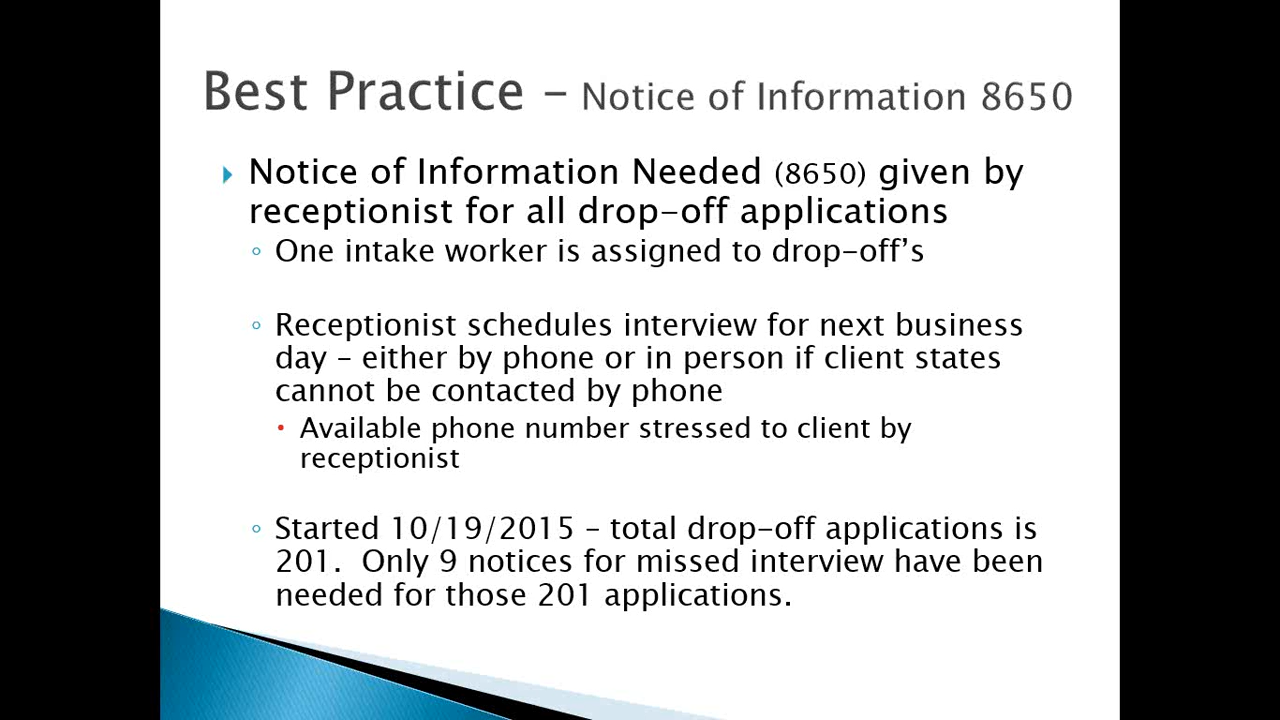 Best Practice – Notice of Information 8650
Notice of Information Needed (8650) given by
receptionist for all drop-off applications
One intake worker is assigned to drop-off’s
Receptionist schedules interview for next business
day – either by phone or in person if client states
cannot be contacted by phone
Available phone number stressed to client by
receptionist
Started 10/19/2015 – total drop-off applications is
201.  Only 9 notices for missed interview have been
needed for those 201 applications.